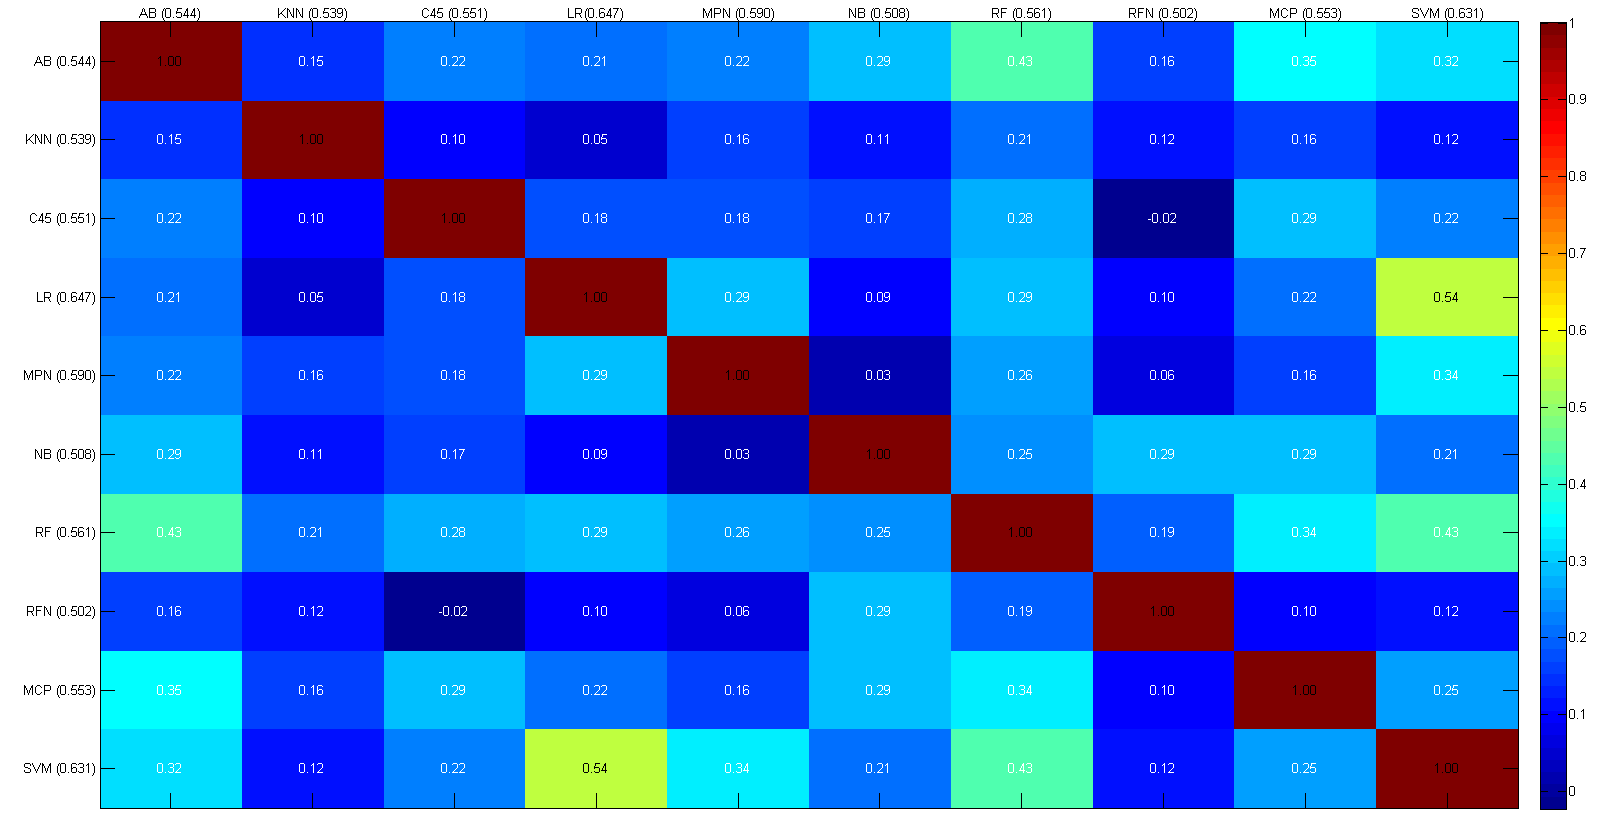 AB (0.544) KNN (0.539) C45 (0.551) LR(0.647) MPN (0.590) NB (0.508) RF (0.561) RFN (0.502) MCP (0.553) SVM (0.631)
AB (0.544) 1.00 0.15 0.22 0.21 0.22 0.29 0.43 0.16 0.35 0.32
KNN (0.539) 0.15 1.00 0.10 0.05 0.16 0.11 0.21 0.12 0.16 0.12
C45 (0.551) 0.22 0.10 1.00 0.18 0.18 0.17 0.28 -0.02 0.29 0.22
LR (0.647) 0.21 0.05 0.18 1.00 0.29 0.09 0.29 0.10 0.22 0.54
MPN (0.590) 0.22 0.16 0.18 0.29 1.00 0.03 0.26 0.06 0.16 0.34
NB (0.508) 0.29 0.11 0.17 0.09 0.03 1.00 0.25 0.29 0.29 0.21
RF (0.561) 0.43 0.21 0.28 0.29 0.26 0.25 1.00 0.19 0.34 0.43
RFN (0.502) 0.16 0.12 -0.02 0.10 0.06 0.29 0.19 1.00 0.10 0.12
MCP (0.553) 0.35 0.16 0.29 0.22 0.16 0.29 0.34 0.10 1.00 0.25
SVM (0.631) 0.32 0.12 0.22 0.54 0.34 0.21 0.43 0.12 0.25 1.00
1
0.9
0.8
0.7
0.6
0.5
0.4
0.3
0.2
0.1
0